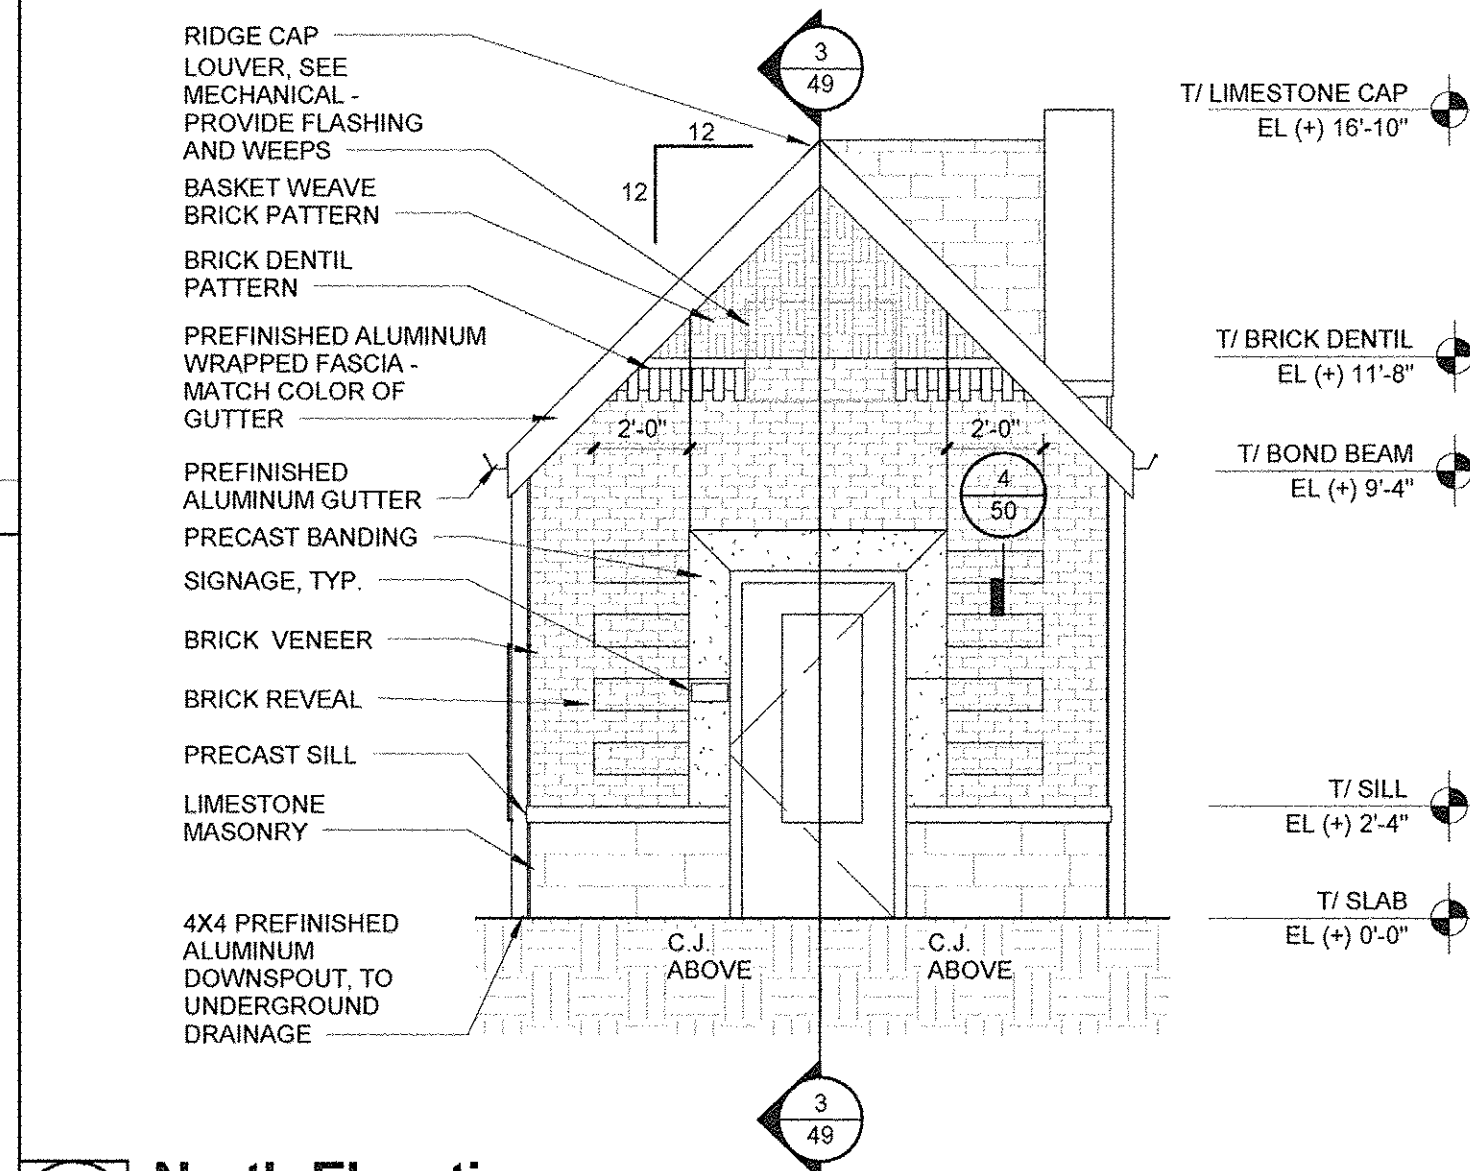 RIDGE CAP
LOUVER, SEE
MECHANICAL -
PROVIDE FLASHING
AND WEEPS
BASKET WEAVE
BRICK PATTERN
BRICK DENTIL
PATTERN
PREFINISHED ALUMINUM
WRAPPED FASCIA -
MATCH COLOR OF
GUTTER
PREFINISHED
ALUMINUM GUTTER
PRECAST BANDING
SIGNAGE, TYP.
BRICK VENEER
BRICK REVEAL
PRECAST SILL
LIMESTONE
MASONRY
4X4 PREFINISHED
ALUMINUM
DOWNSPOUT, TO
UNDERGROUND
DRAINAGE
3
49
12
12
2'-0"
2'-0"
4
50
C.J.
ABOVE
C.J.
ABOVE
3
49
T/ LIMESTONE CAP
EL (+) 16'-10"
T/ BRICK DENTIL
EL (+) 11'-8"
T/ BOND BEAM
EL (+) 9'-4"
T/ SILL
EL (+) 2'-4"
T/ SLAB
EL (+) 0'-0"